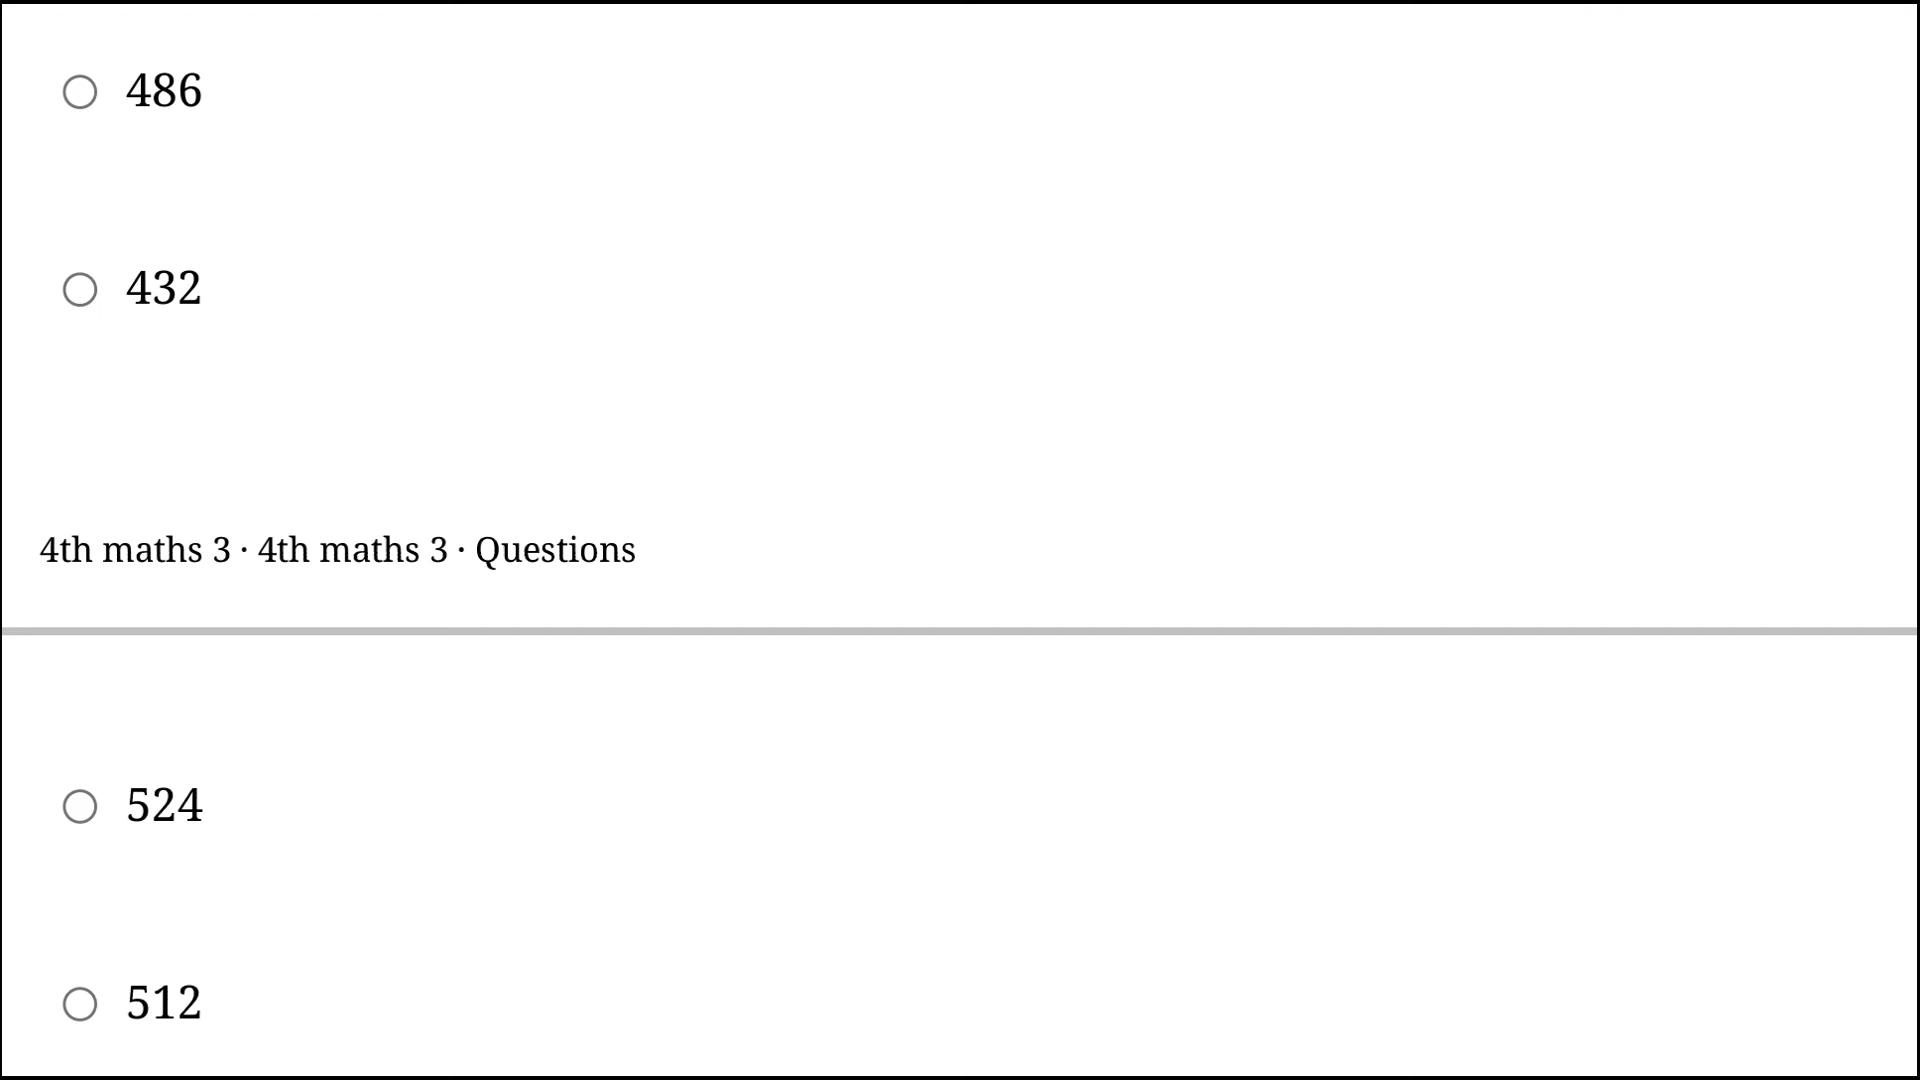 486
432
4th maths 3 · 4th maths 3 · Questions
524
512